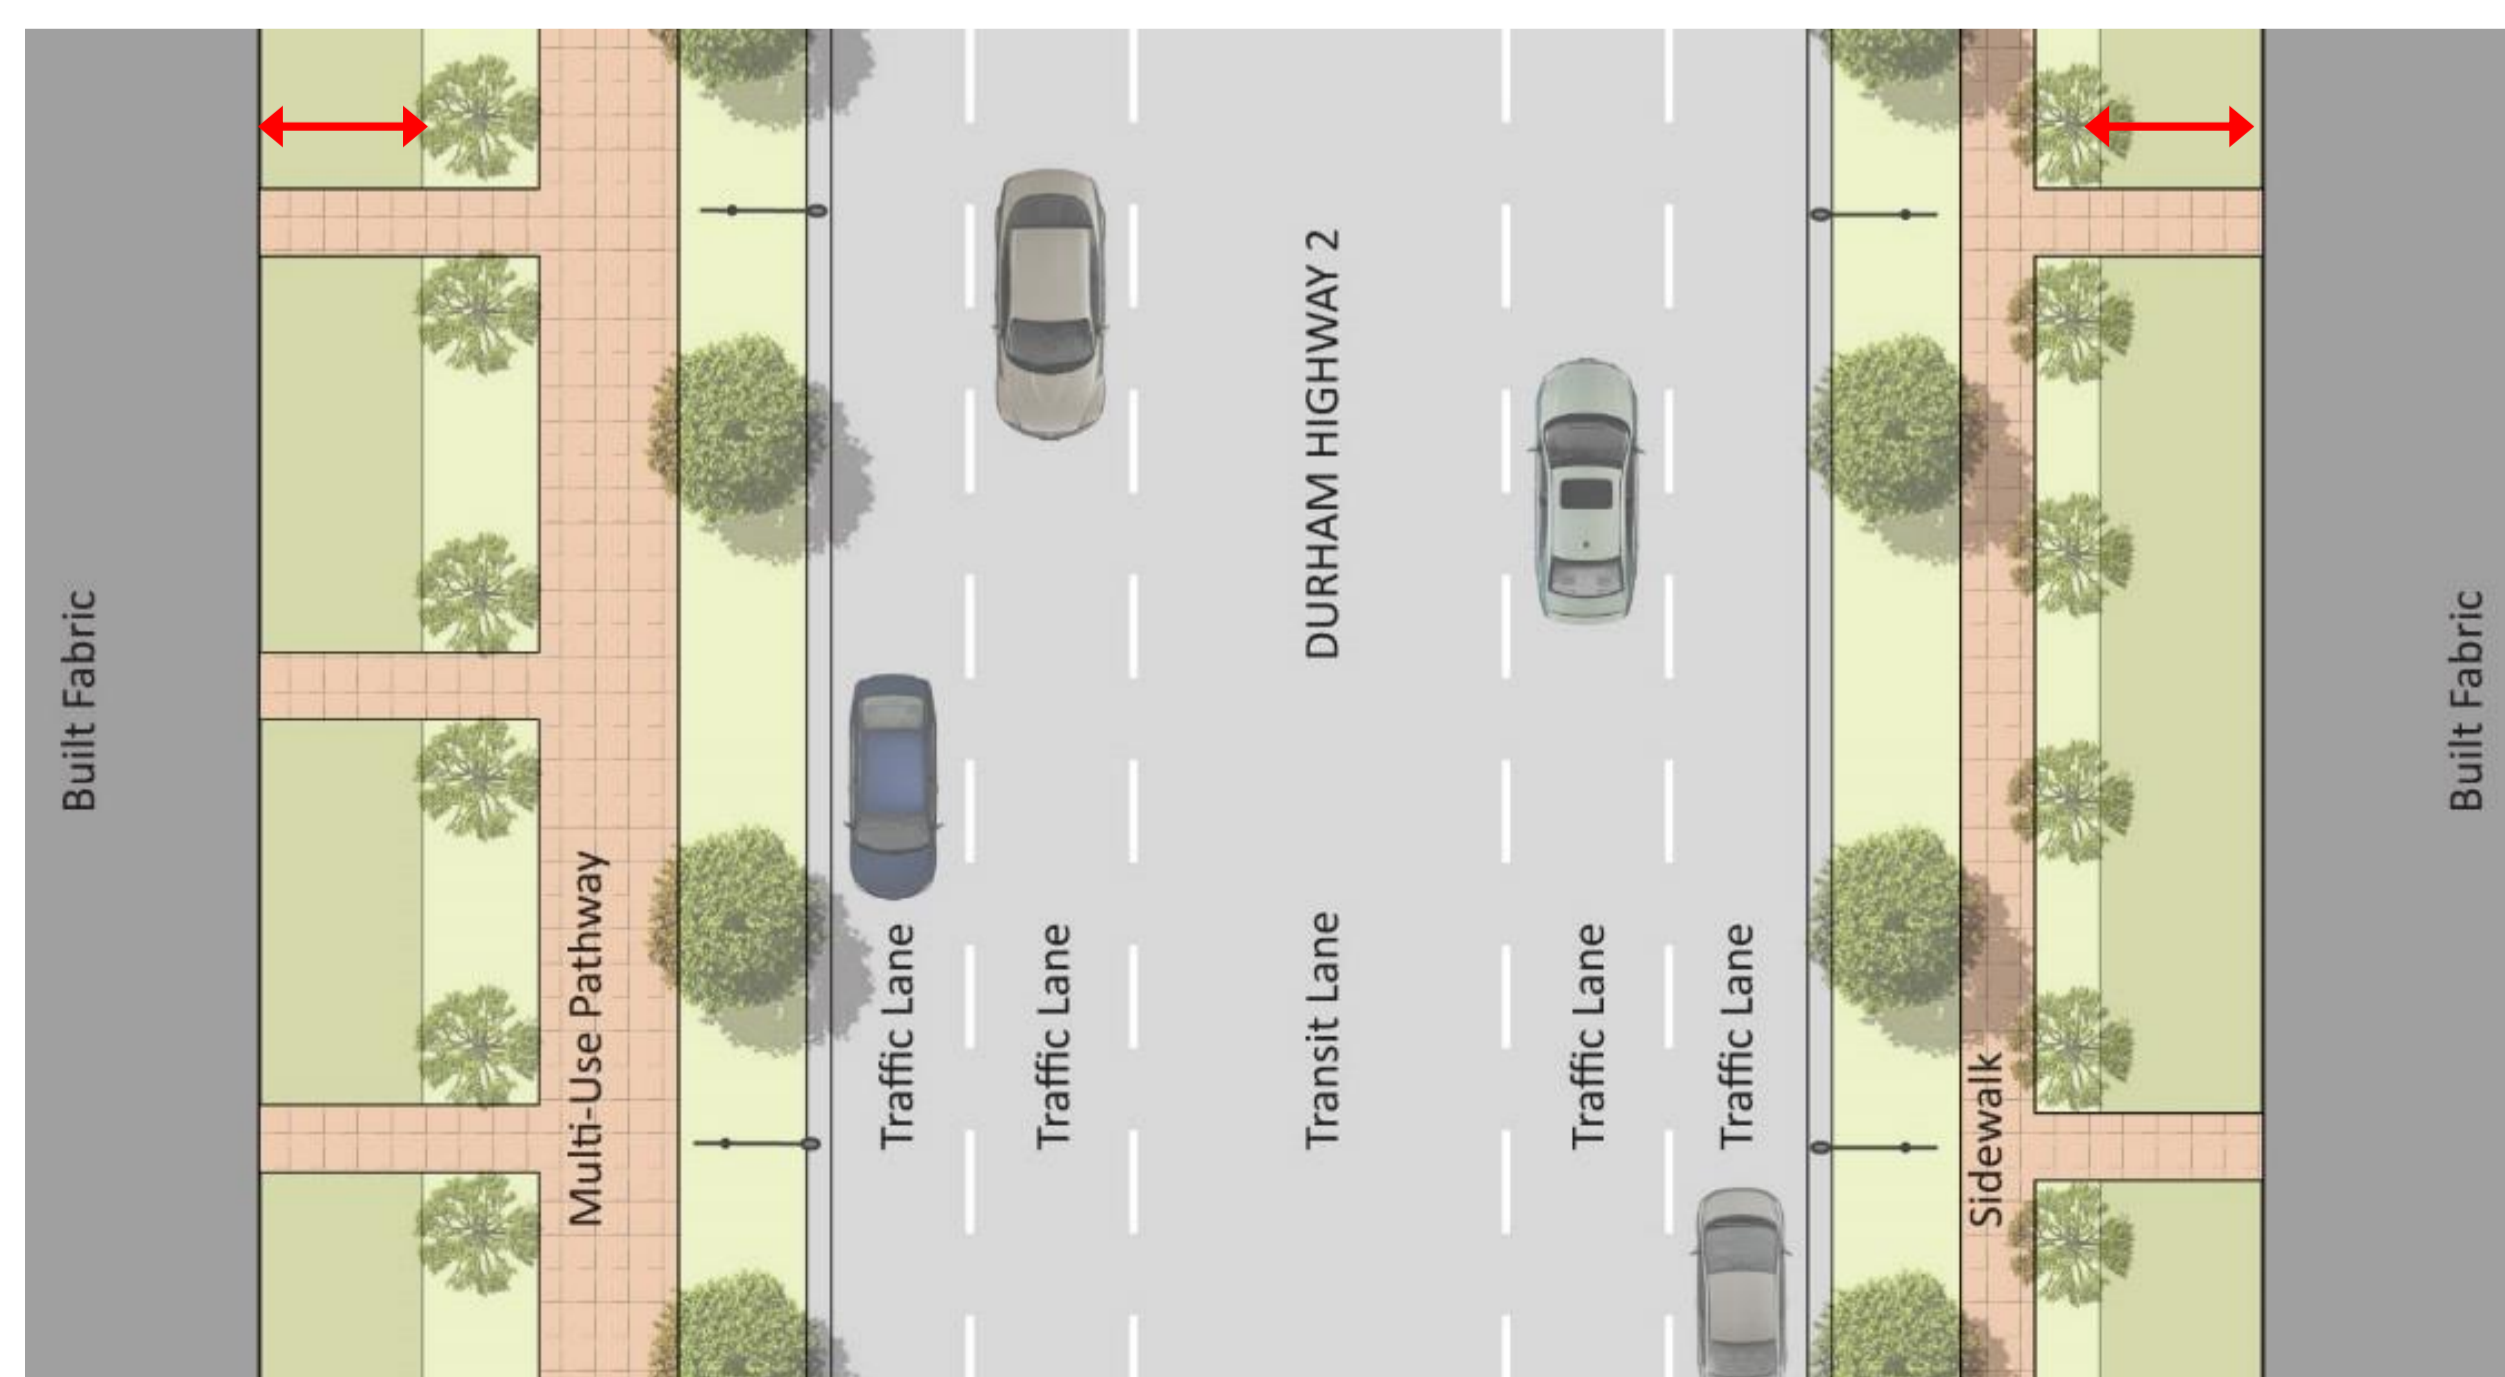 Built Fabric
Multi-Use Pathway
Traffic Lane
Traffic Lane
DURHAM HIGHWAY 2
Transit Lane
Traffic Lane
Traffic Lane
Sidewalk
Built Fabric